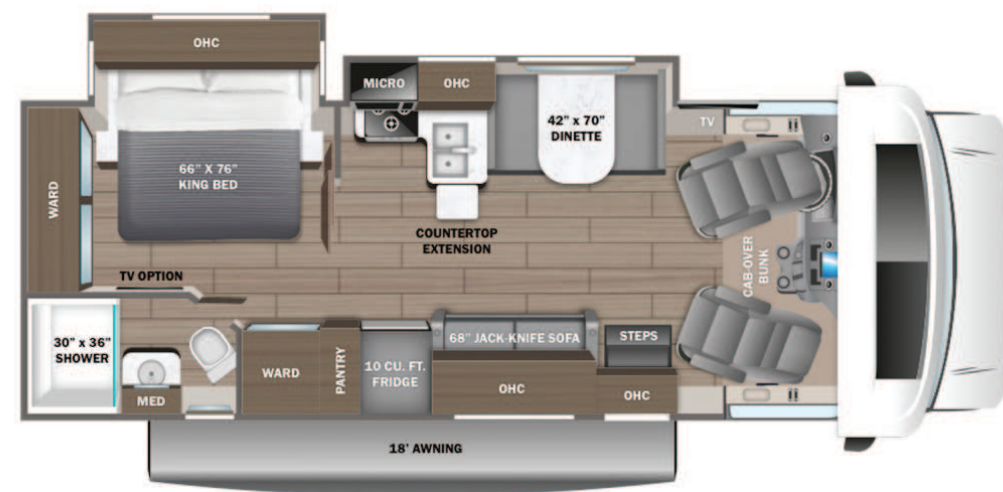 OHC
66" X 76"
KING BED
WARD
TV OPTION
MICRO
OHC
42" x 70"
DINETTE
TV
COUNTERTOP
EXTENSION
CAB-OVER
BUNK
30" x 36"
SHOWER
MED
WARD
PANTRY
10 CU. FT.
FRIDGE
68" JACK-KNIFE SOFA
OHC
STEPS
OHC
18' AWNING